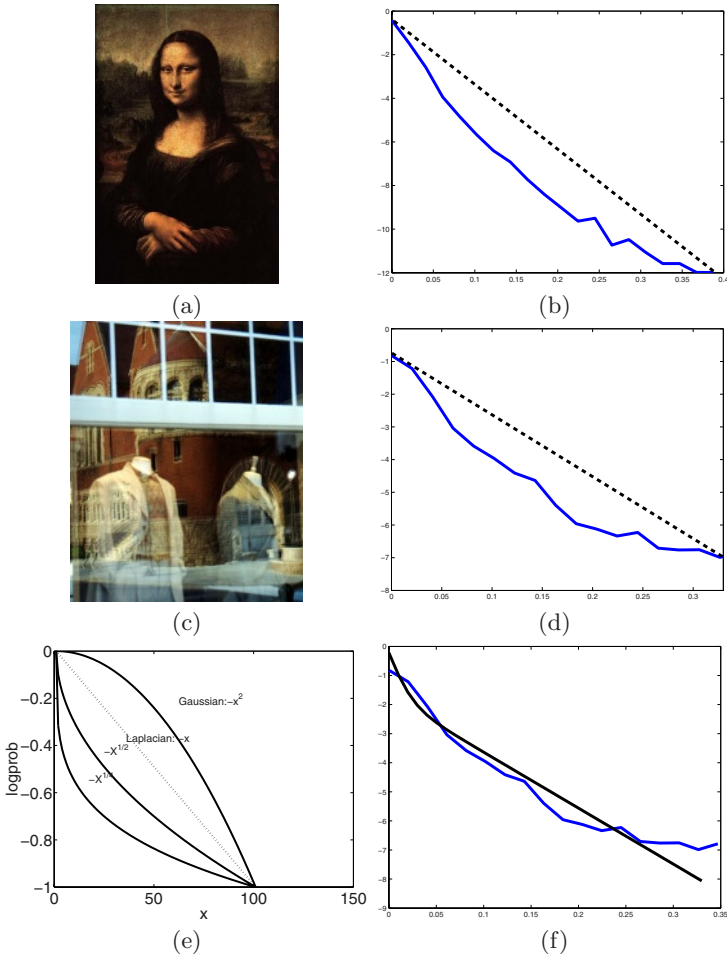 0
−2
−4
−6
−8
−10
−12
0 0.05 0.1 0.15 0.2 0.25 0.3 0.35 0.4
(a) (b)
0
−1
−2
−3
−4
−5
−6
−7
−8
0 0.05 0.1 0.15 0.2 0.25 0.3
(c) (d)
0
−0.2
−0.4
−0.6
−0.8
−1
logprob
Gaussian:−x²
Laplacian: −x
−X^1/2
−X^1/4
0 50 100 150
x
0
−1
−2
−3
−4
−5
−6
−7
−8
−9
0 0.05 0.1 0.15 0.2 0.25 0.3 0.35
(e) (f)